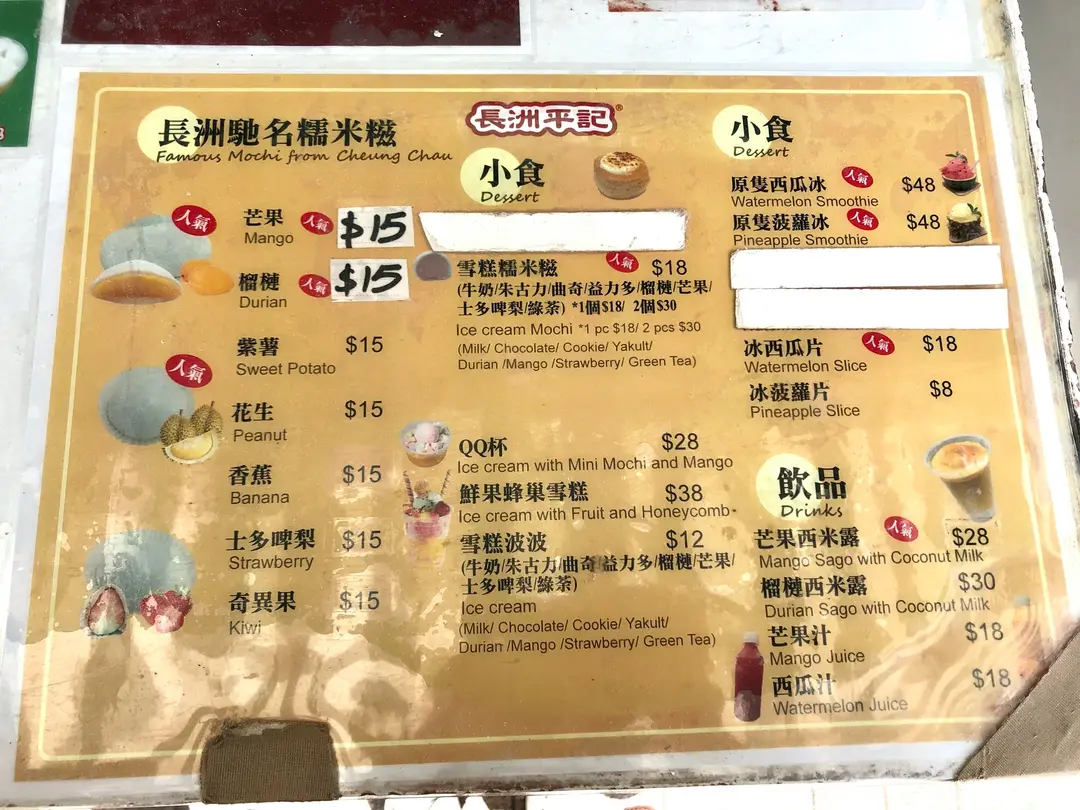 長洲平記®
長洲馳名糯米糍
Famous Mochi from Cheung Chau
人氣
芒果 人氣 $15
Mango
榴槤 人氣 $15
Durian
紫薯 $15
Sweet Potato
人氣
花生 $15
Peanut
香蕉 $15
Banana
士多啤梨 $15
Strawberry
奇異果 $15
Kiwi
小食
Dessert
雪糕糯米糍 人氣 $18
(牛奶/朱古力/曲奇/益力多/榴槤/芒果/
士多啤梨/綠茶) *1個$18/ 2個$30
Ice cream Mochi *1 pc $18/ 2 pcs $30
(Milk/ Chocolate/ Cookie/ Yakult/
Durian /Mango /Strawberry/ Green Tea)
QQ杯 $28
Ice cream with Mini Mochi and Mango
鮮果蜂巢雪糕 $38
Ice cream with Fruit and Honeycomb
雪糕波波 $12
(牛奶/朱古力/曲奇/益力多/榴槤/芒果/
士多啤梨/綠茶)
Ice cream
(Milk/ Chocolate/ Cookie/ Yakult/
Durian /Mango /Strawberry/ Green Tea)
小食
Dessert
原隻西瓜冰 人氣 $48
Watermelon Smoothie
原隻菠蘿冰 人氣 $48
Pineapple Smoothie
冰西瓜片 人氣 $18
Watermelon Slice
冰菠蘿片 $8
Pineapple Slice
飲品
Drinks
芒果西米露 人氣 $28
Mango Sago with Coconut Milk
榴槤西米露 $30
Durian Sago with Coconut Milk
芒果汁 $18
Mango Juice
西瓜汁 $18
Watermelon Juice